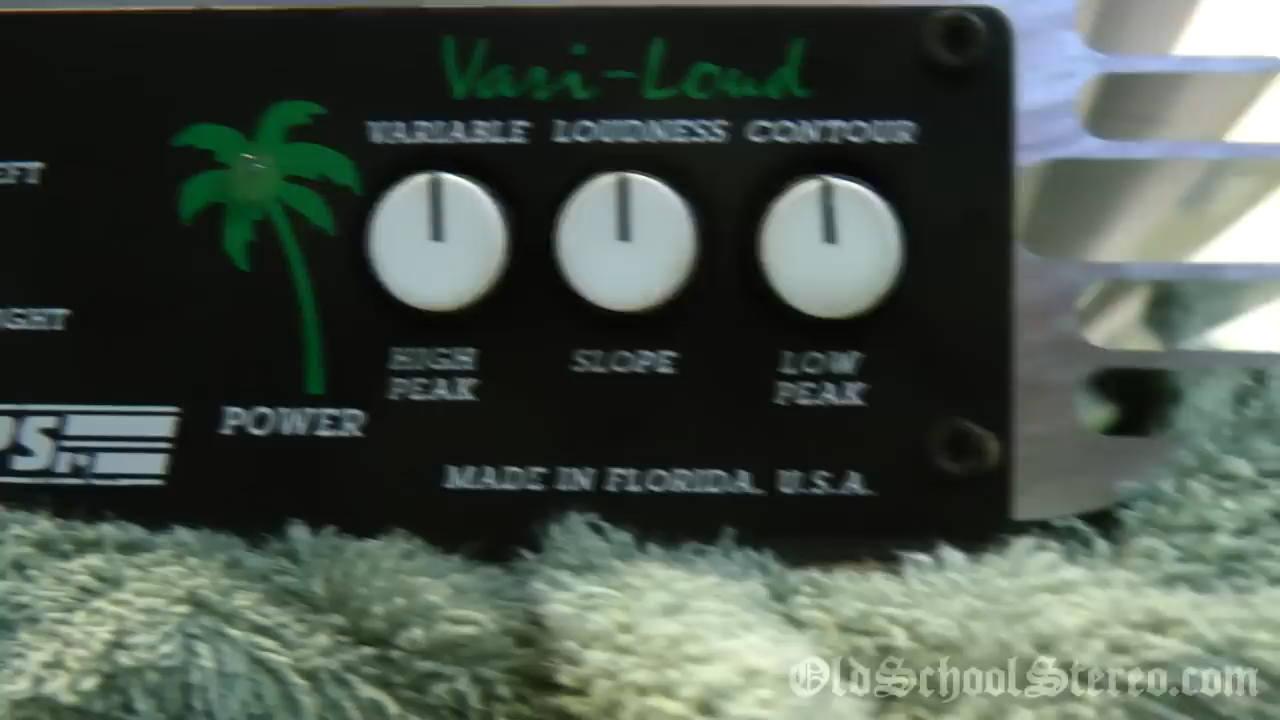 Vari-Loud
VARIABLE LOUDNESS CONTOUR
HIGH PEAK
SLOPE
LOW PEAK
POWER
MADE IN FLORIDA, U.S.A.
OldSchoolStereo.com